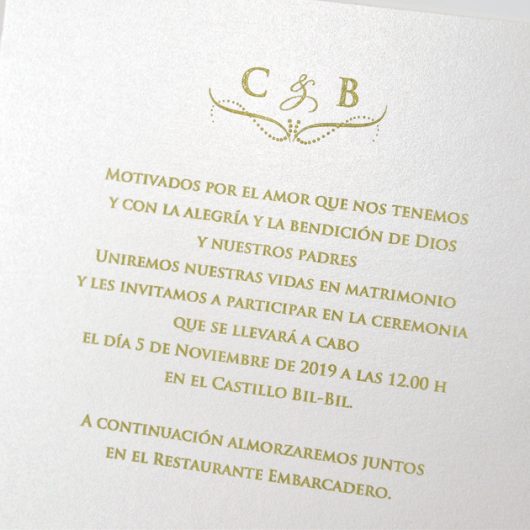 C & B
Motivados por el amor que nos tenemos
y con la alegría y la bendición de Dios
y nuestros padres
Uniremos nuestras vidas en matrimonio
y les invitamos a participar en la ceremonia
que se llevará a cabo
el día 5 de Noviembre de 2019 a las 12.00 h
en el Castillo Bil-Bil.
A continuación almorzaremos juntos
en el Restaurante Embarcadero.